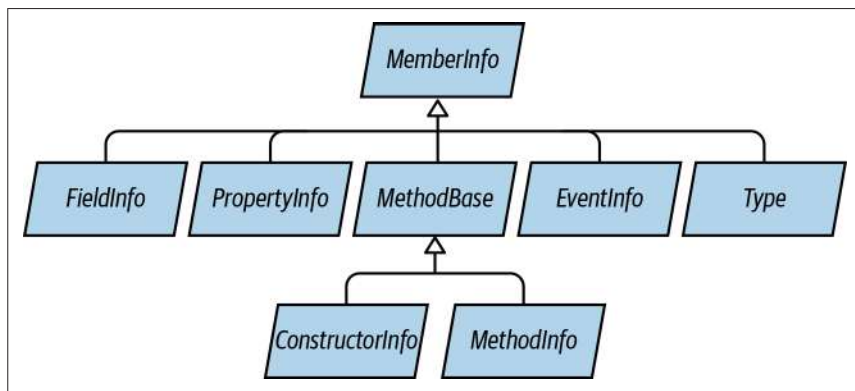 MemberInfo
FieldInfo
PropertyInfo
MethodBase
EventInfo
Type
ConstructorInfo
MethodInfo